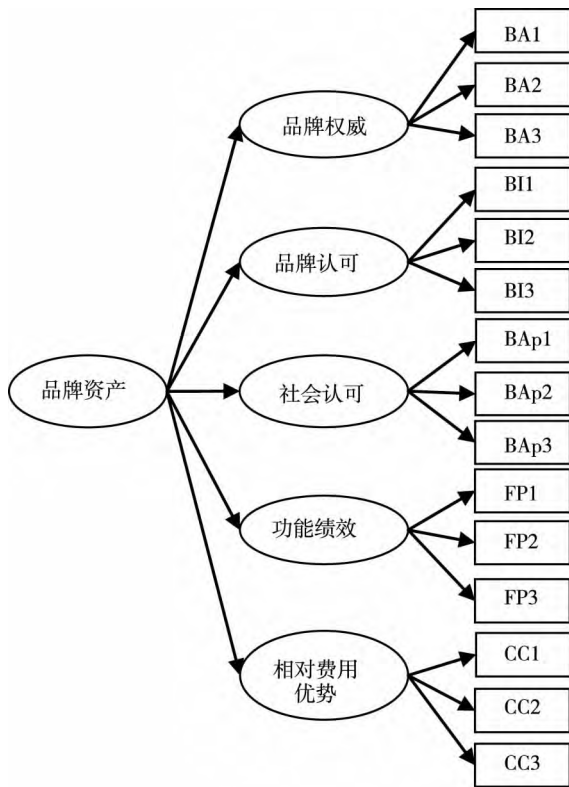 品牌资产
品牌权威
品牌认可
社会认可
功能绩效
相对费用
优势
BA1
BA2
BA3
BI1
BI2
BI3
BAp1
BAp2
BAp3
FP1
FP2
FP3
CC1
CC2
CC3